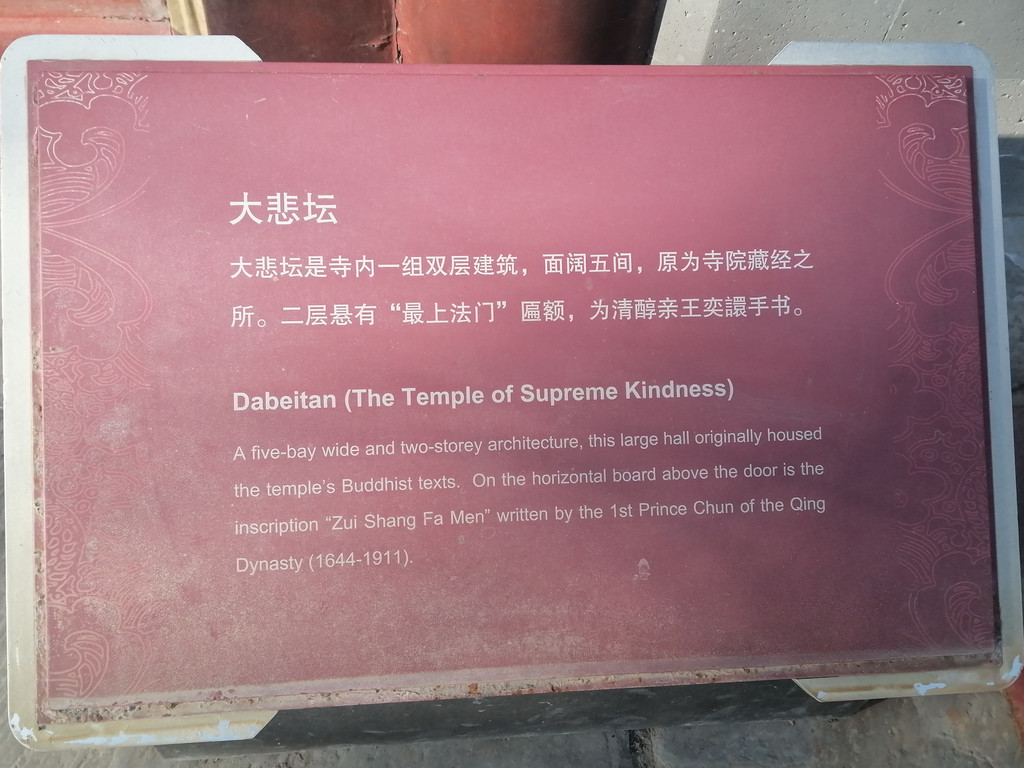 大悲坛
大悲坛是寺内一组双层建筑，面阔五间，原为寺院藏经之
所。二层悬有“最上法门”匾额，为清醇亲王奕譞手书。
Dabeitan (The Temple of Supreme Kindness)
A five-bay wide and two-storey architecture, this large hall originally housed
the temple's Buddhist texts. On the horizontal board above the door is the
inscription “Zui Shang Fa Men” written by the 1st Prince Chun of the Qing
Dynasty (1644-1911).